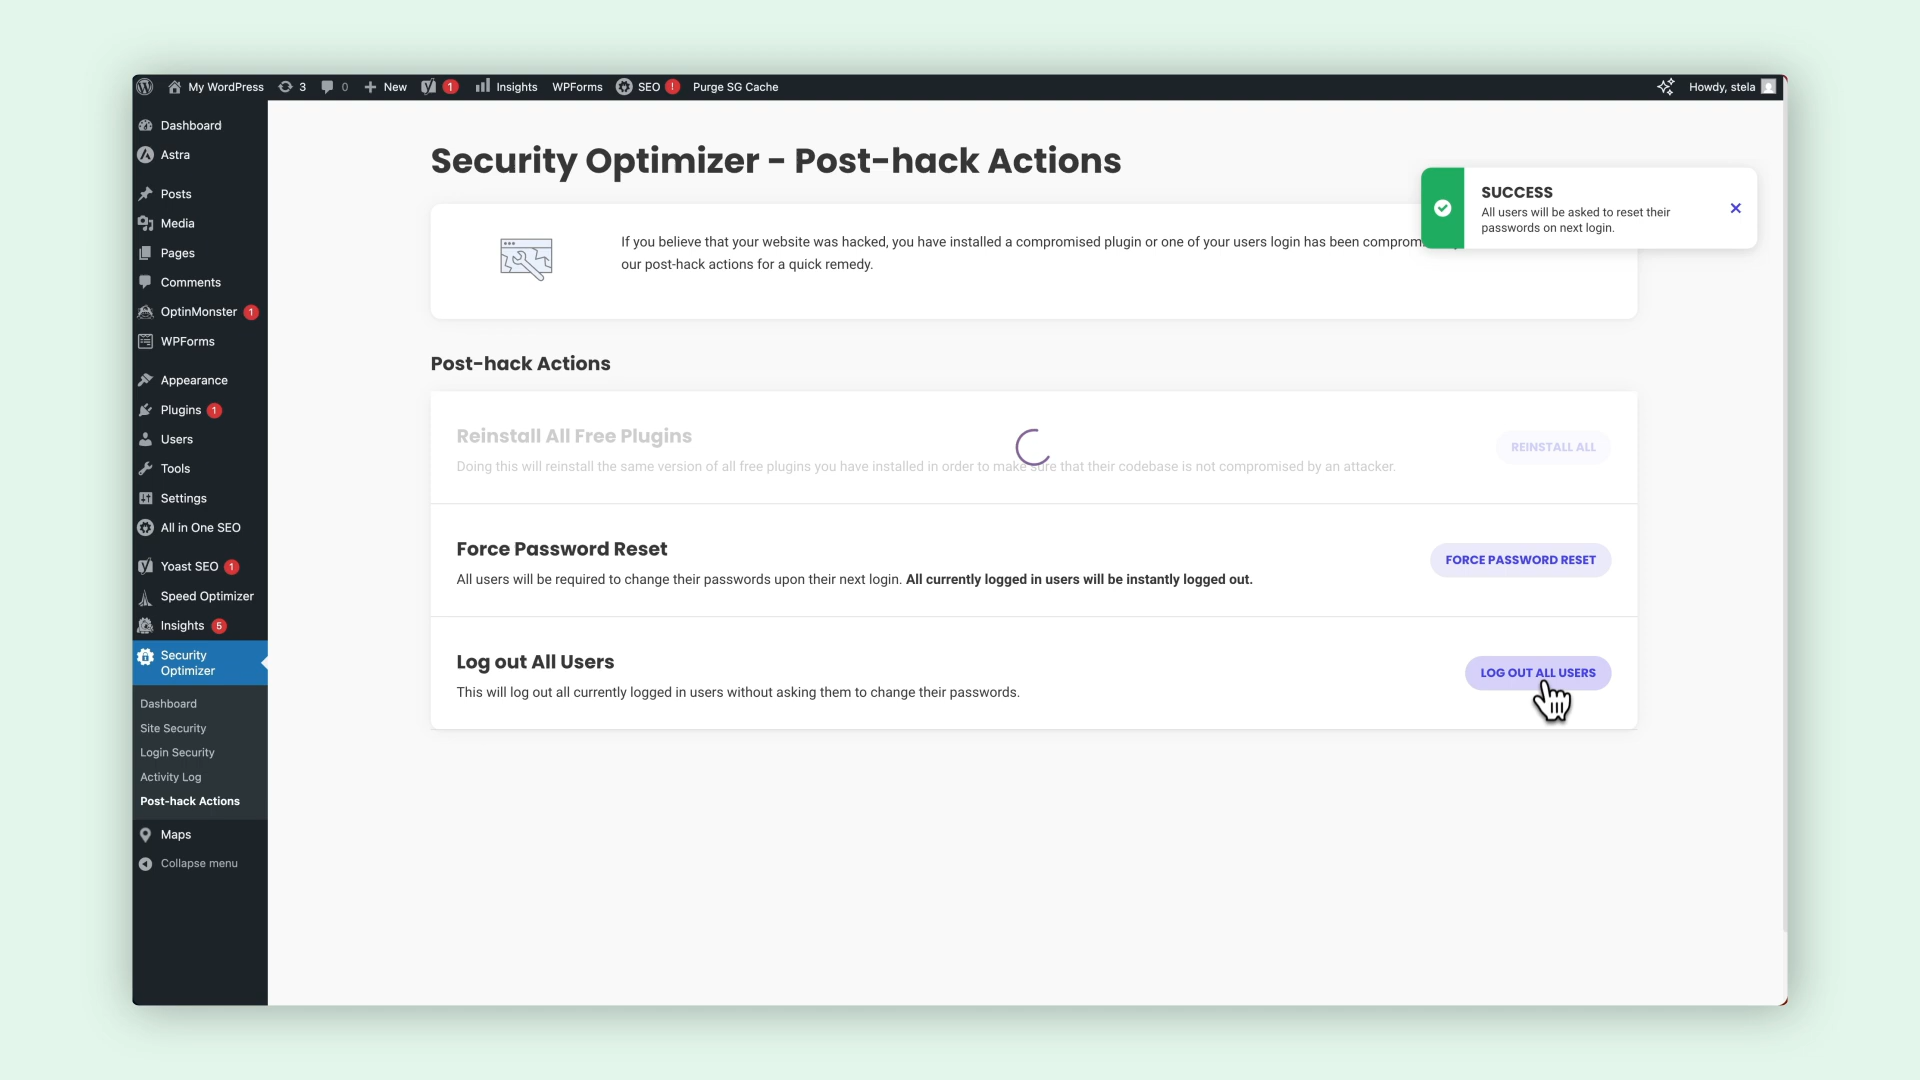 My WordPress
3
0
New
1
Insights
WPForms
SEO
!
Purge SG Cache
Howdy, stela
Dashboard
Astra
Posts
Media
Pages
Comments
OptinMonster 1
WPForms
Appearance
Plugins 1
Users
Tools
Settings
All in One SEO
Yoast SEO 1
Speed Optimizer
Insights 5
Security
Optimizer
Dashboard
Site Security
Login Security
Activity Log
Post-hack Actions
Maps
Collapse menu
Security Optimizer - Post-hack Actions
SUCCESS
All users will be asked to reset their
passwords on next login.
If you believe that your website was hacked, you have installed a compromised plugin or one of your users login has been
our post-hack actions for a quick remedy.
Post-hack Actions
Reinstall All Free Plugins
Doing this will reinstall the same version of all free plugins you have installed in order to make sure that their codebase is not compromised by an attacker.
REINSTALL ALL
Force Password Reset
All users will be required to change their passwords upon their next login. All currently logged in users will be instantly logged out.
FORCE PASSWORD RESET
Log out All Users
This will log out all currently logged in users without asking them to change their passwords.
LOG OUT ALL USERS